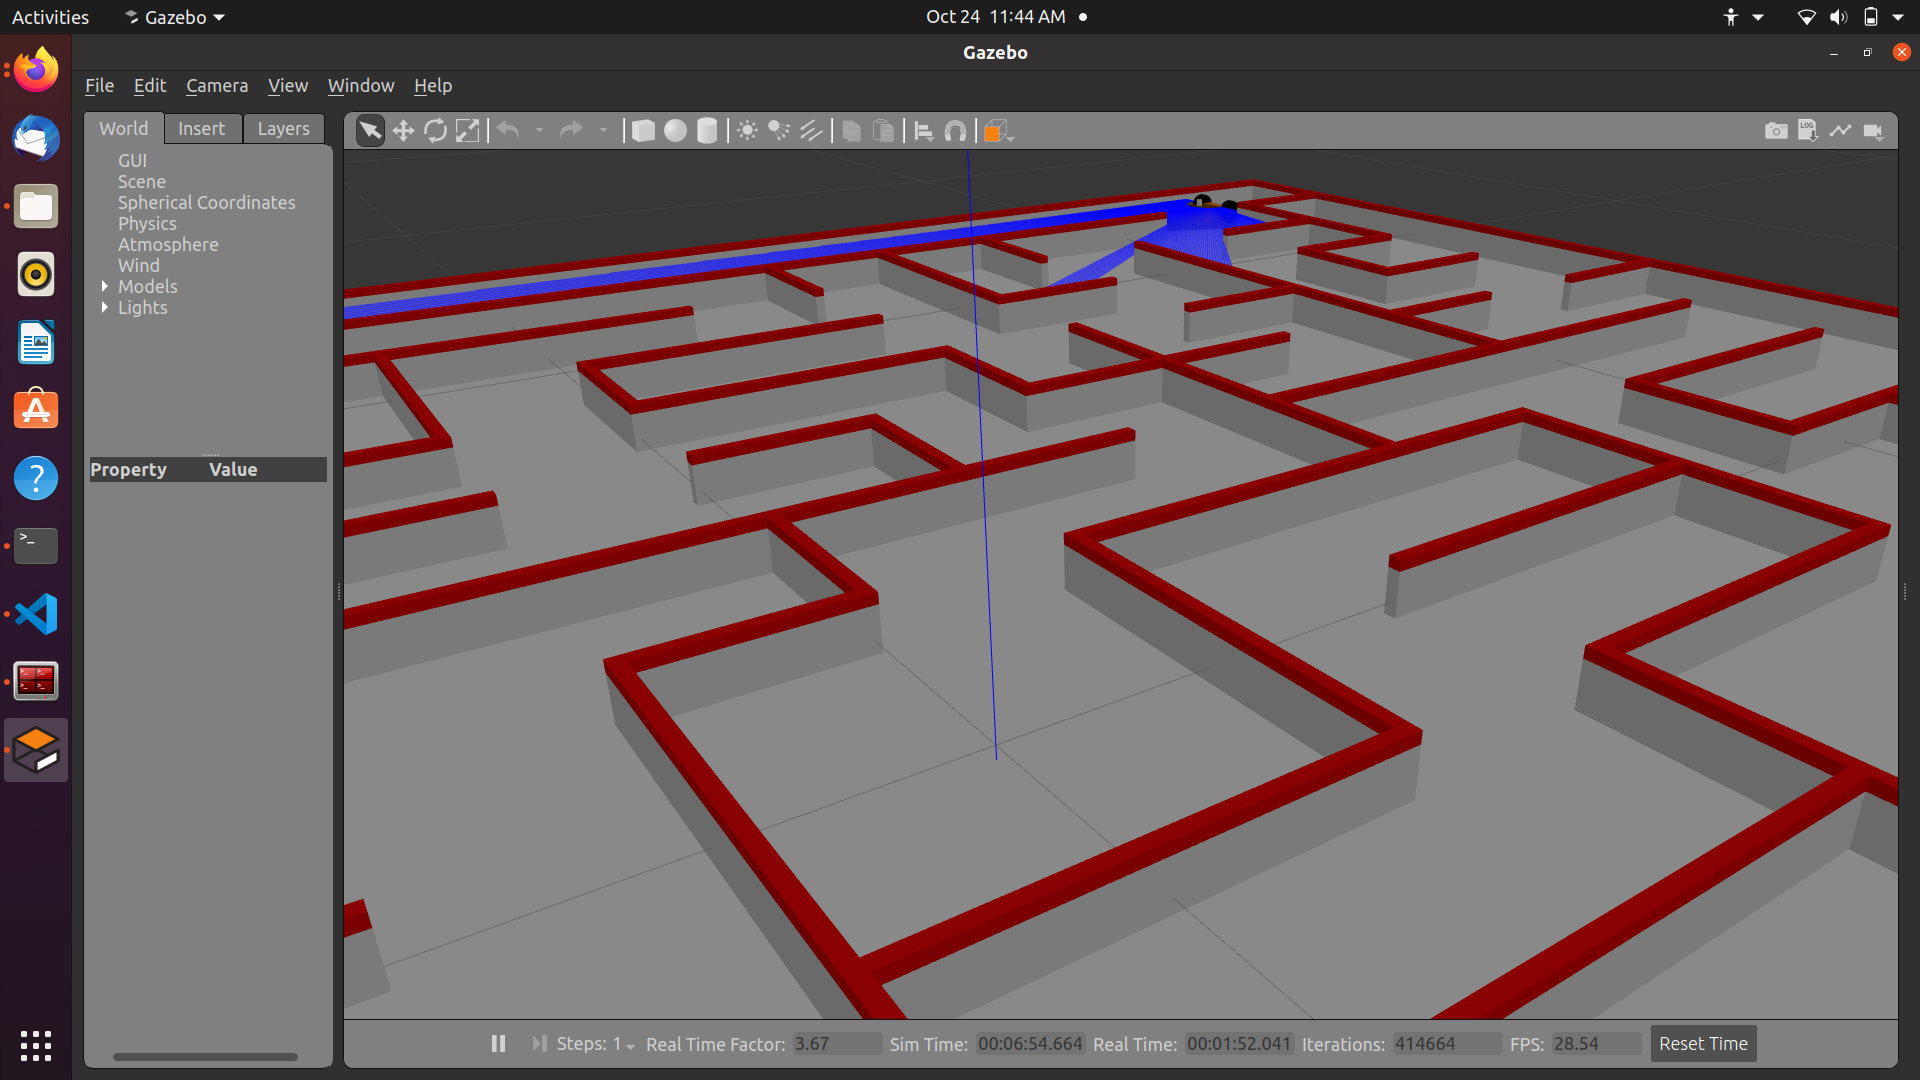 Activities Gazebo Oct 24 11:44 AM
Gazebo
File Edit Camera View Window Help
World Insert Layers
GUI
Scene
Spherical Coordinates
Physics
Atmosphere
Wind
Models
Lights
Property Value
LOG
>_
?
Steps: 1 Real Time Factor: 3.67 Sim Time: 00:06:54.664 Real Time: 00:01:52.041 Iterations: 414664 FPS: 28.54 Reset Time